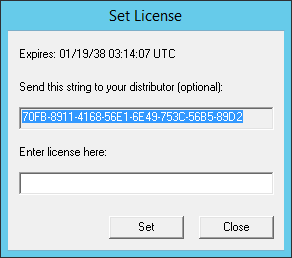 Set License
Expires: 01/19/38 03:14:07 UTC
Send this string to your distributor (optional):
70FB-8911-4168-56E1-6E49-753C-56B5-89D2
Enter license here:
Set
Close